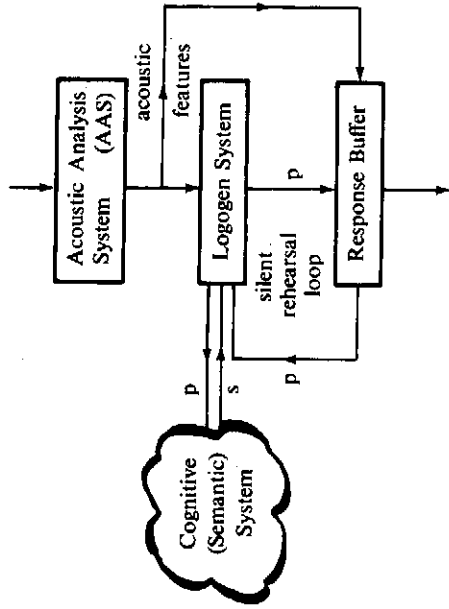 Acoustic Analysis
System (AAS)
acoustic
features
Logogen System
p
s
Cognitive
(Semantic)
System
silent
rehearsal
loop
p
p
Response Buffer